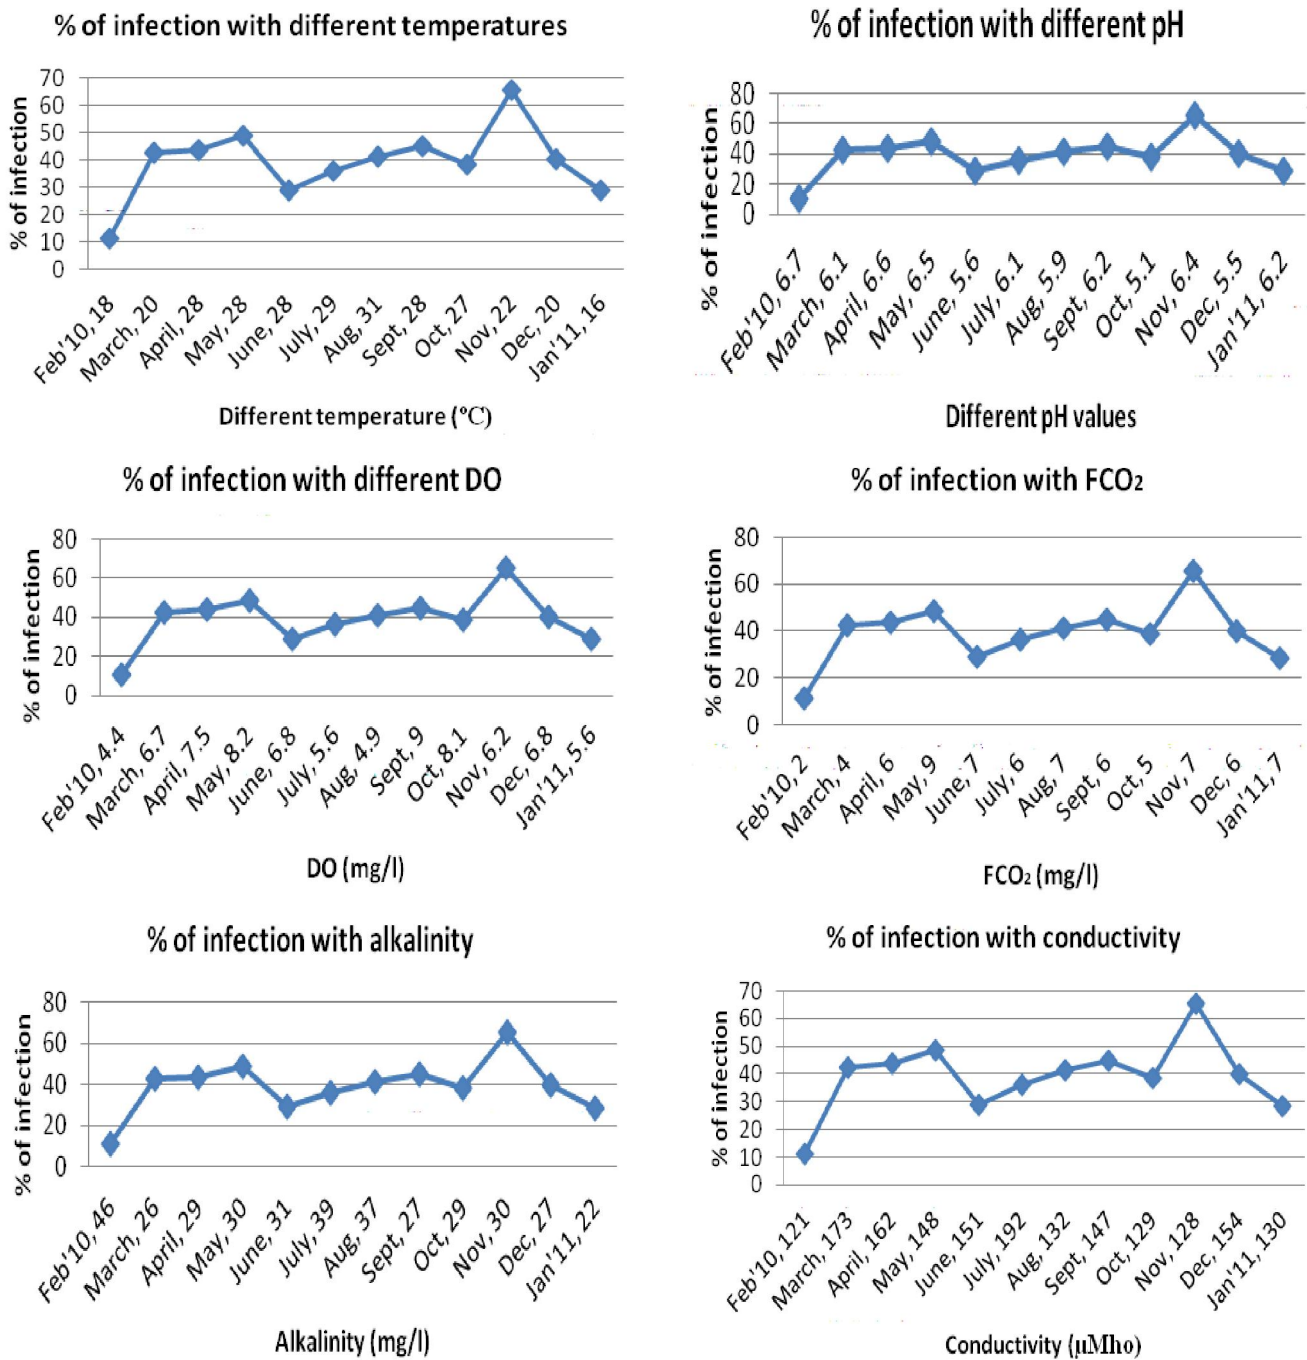 % of infection with different temperatures
% of infection
70
60
50
40
30
20
10
0
Feb'10, 18
March, 20
April, 28
May, 28
June, 28
July, 29
Aug, 31
Sept, 28
Oct, 27
Nov, 22
Dec, 20
Jan'11, 16
Different temperature (°C)
% of infection with different pH
% of infection
80
60
40
20
0
Feb'10, 6.7
March, 6.1
April, 6.6
May, 6.5
June, 5.6
July, 6.1
Aug, 5.9
Sept, 6.2
Oct, 5.1
Nov, 6.4
Dec, 5.5
Jan'11, 6.2
Different pH values
% of infection with different DO
% of infection
80
60
40
20
0
Feb'10, 4.4
March, 6.7
April, 7.5
May, 8.2
June, 6.8
July, 5.6
Aug, 4.9
Sept, 9
Oct, 8.1
Nov, 6.2
Dec, 6.8
Jan'11, 5.6
DO (mg/l)
% of infection with FCO₂
% of infection
80
60
40
20
0
Feb'10, 2
March, 4
April, 6
May, 9
June, 7
July, 6
Aug, 7
Sept, 6
Oct, 5
Nov, 7
Dec, 6
Jan'11, 7
FCO₂ (mg/l)
% of infection with alkalinity
% of infection
80
60
40
20
0
Feb'10, 46
March, 26
April, 29
May, 30
June, 31
July, 39
Aug, 37
Sept, 27
Oct, 29
Nov, 30
Dec, 27
Jan'11, 22
Alkalinity (mg/l)
% of infection with conductivity
% of infection
70
60
50
40
30
20
10
0
Feb'10, 121
March, 173
April, 162
May, 148
June, 151
July, 192
Aug, 132
Sept, 147
Oct, 129
Nov, 128
Dec, 154
Jan'11, 130
Conductivity (µMho)